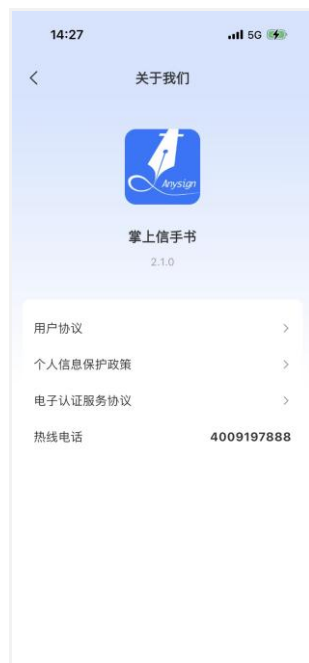 14:27 5G
关于我们
Anysign
掌上信手书
2.1.0
用户协议
个人信息保护政策
电子认证服务协议
热线电话 4009197888